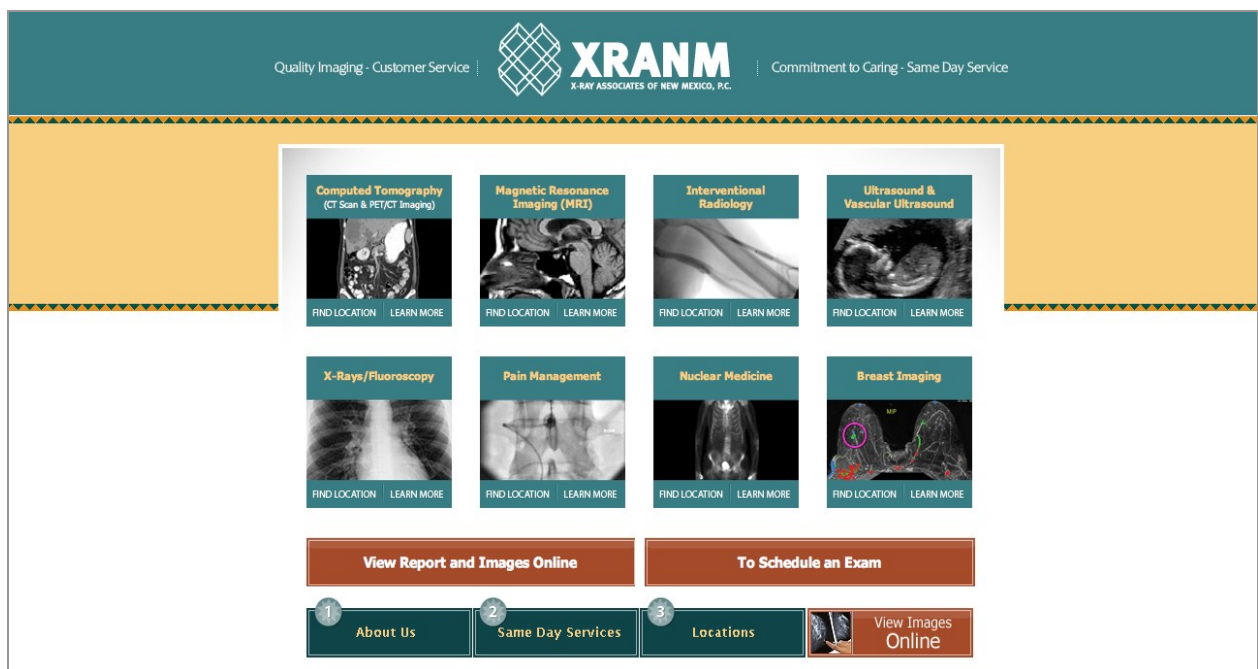 Quality Imaging - Customer Service
XRANM
X-RAY ASSOCIATES OF NEW MEXICO, P.C.
Commitment to Caring - Same Day Service
Computed Tomography
(CT Scan & PET/CT Imaging)
FIND LOCATION
LEARN MORE
Magnetic Resonance
Imaging (MRI)
FIND LOCATION
LEARN MORE
Interventional
Radiology
FIND LOCATION
LEARN MORE
Ultrasound &
Vascular Ultrasound
FIND LOCATION
LEARN MORE
X-Rays/Fluoroscopy
FIND LOCATION
LEARN MORE
Pain Management
FIND LOCATION
LEARN MORE
Nuclear Medicine
FIND LOCATION
LEARN MORE
Breast Imaging
MIP
FIND LOCATION
LEARN MORE
View Report and Images Online
To Schedule an Exam
1
About Us
2
Same Day Services
3
Locations
View Images
Online